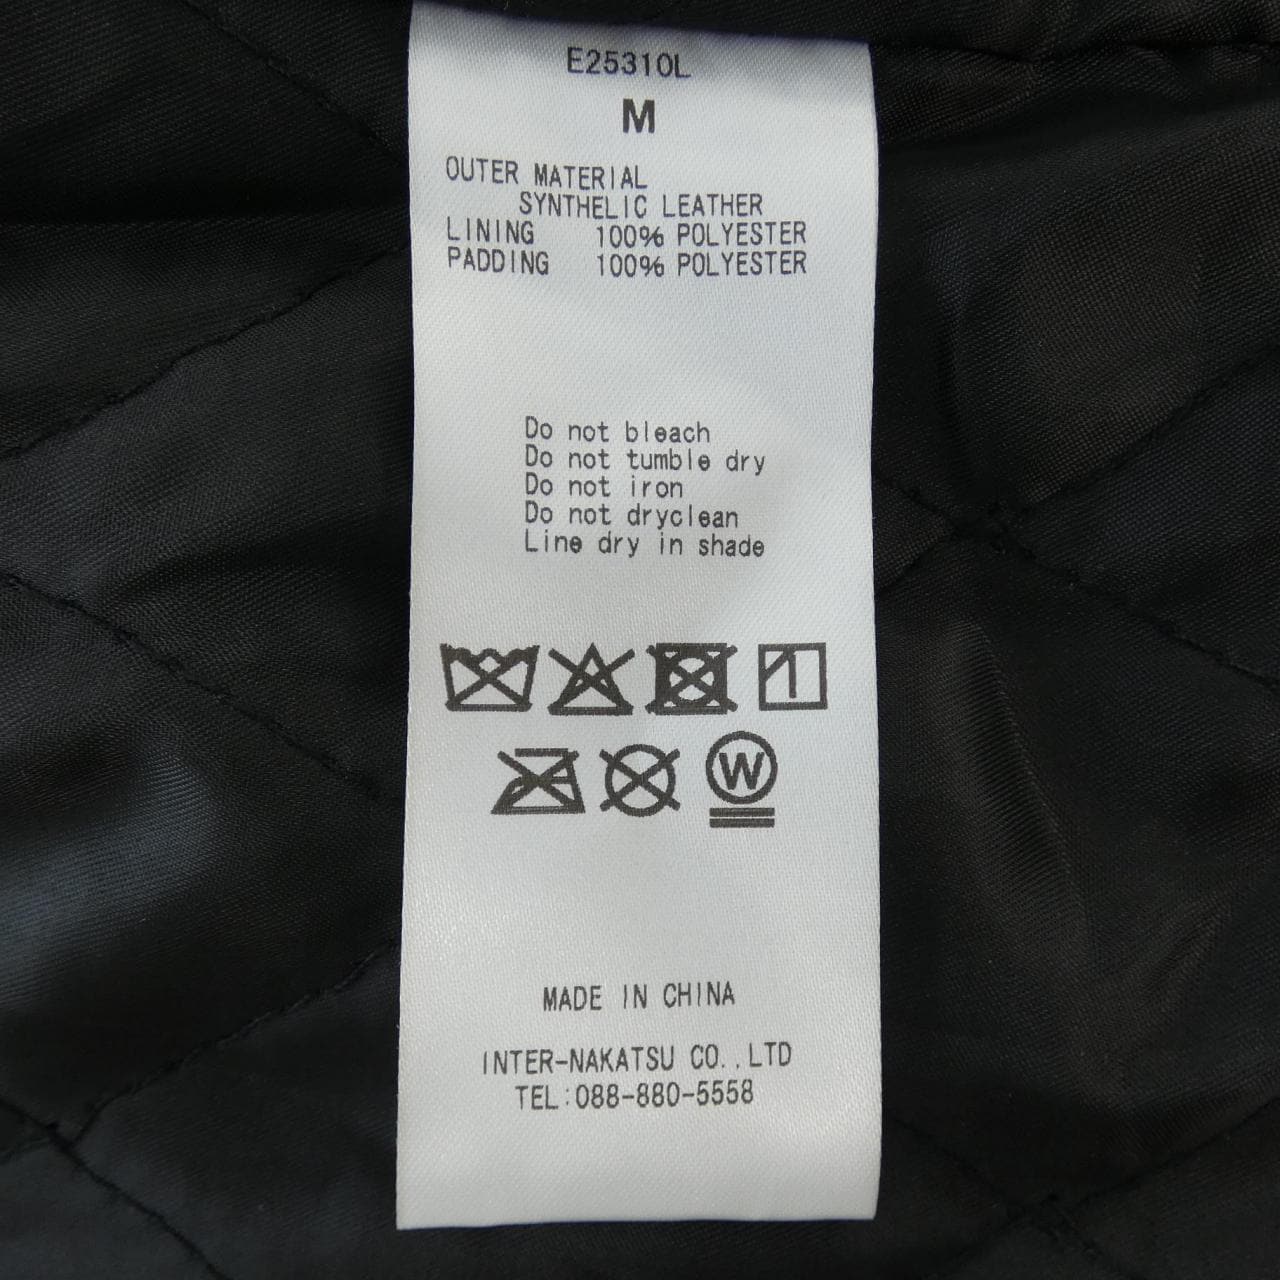 E25310L
M
OUTER MATERIAL
SYNTHELIC LEATHER
LINING 100% POLYESTER
PADDING 100% POLYESTER
Do not bleach
Do not tumble dry
Do not iron
Do not dryclean
Line dry in shade
W
MADE IN CHINA
INTER-NAKATSU CO.,LTD
TEL:088-880-5558